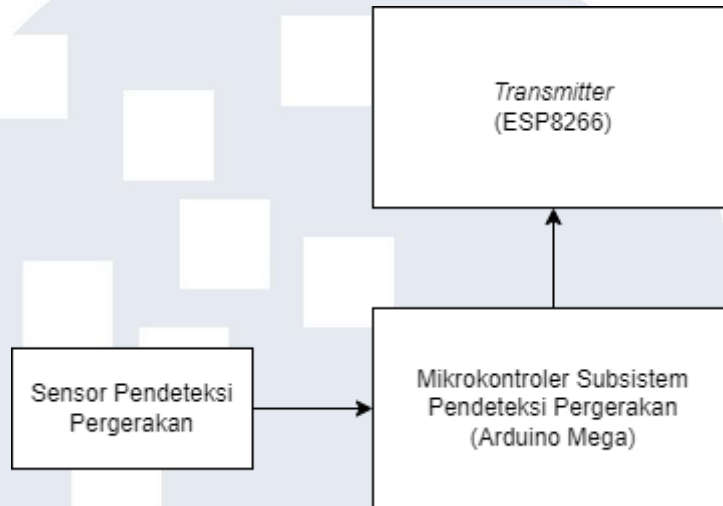 Transmitter
(ESP8266)
Sensor Pendeteksi
Pergerakan
Mikrokontroler Subsistem
Pendeteksi Pergerakan
(Arduino Mega)